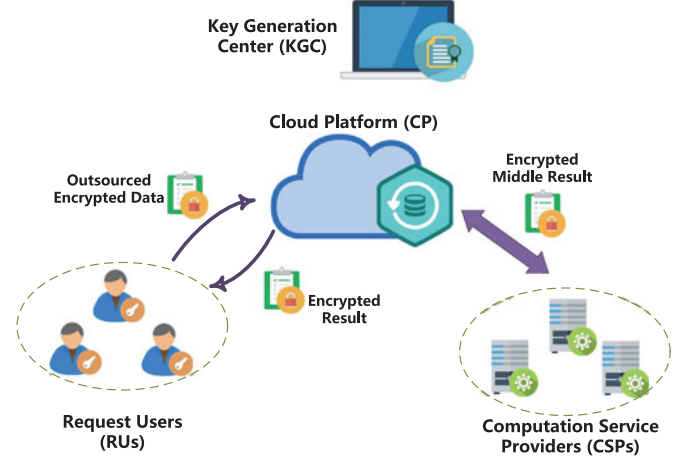 Key Generation
Center (KGC)
Cloud Platform (CP)
Outsourced
Encrypted Data
Encrypted
Middle Result
Encrypted
Result
Request Users
(RUs)
Computation Service
Providers (CSPs)